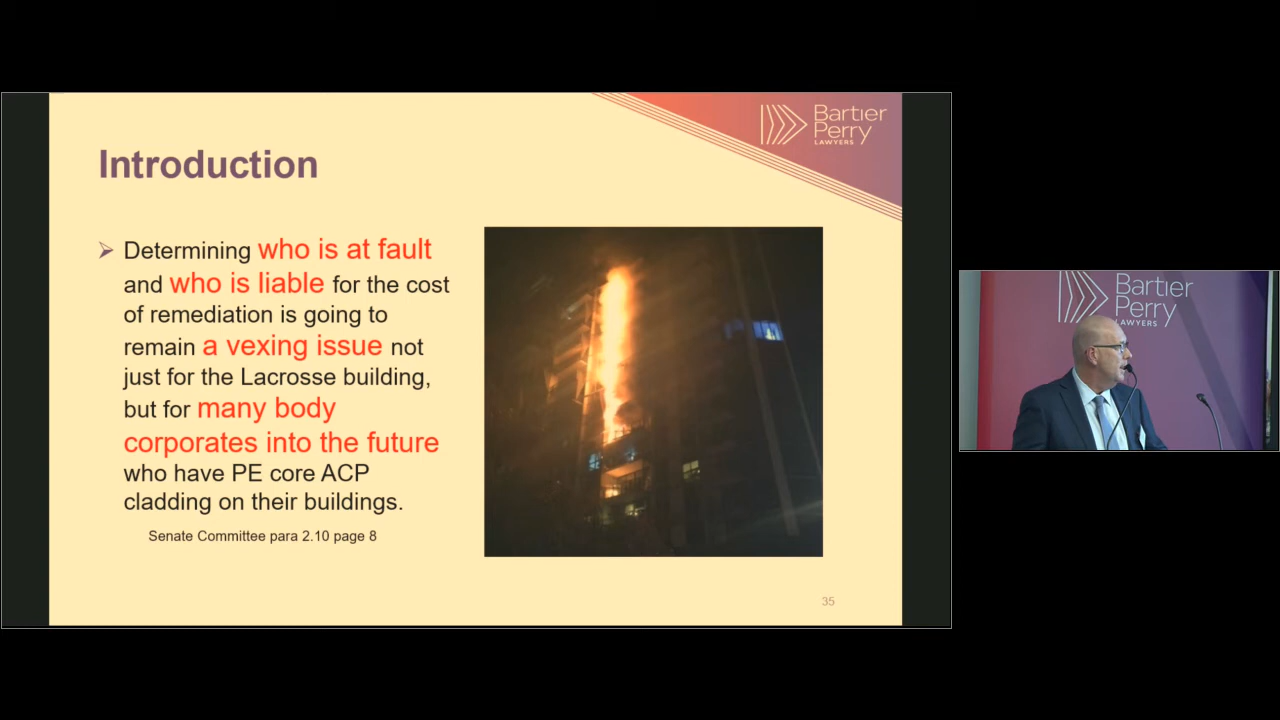 Bartier
Perry
LAWYERS
Introduction
➢ Determining who is at fault
and who is liable for the cost
of remediation is going to
remain a vexing issue not
just for the Lacrosse building,
but for many body
corporates into the future
who have PE core ACP
cladding on their buildings.
Senate Committee para 2.10 page 8
35
Bartier
Perry
LAWYERS